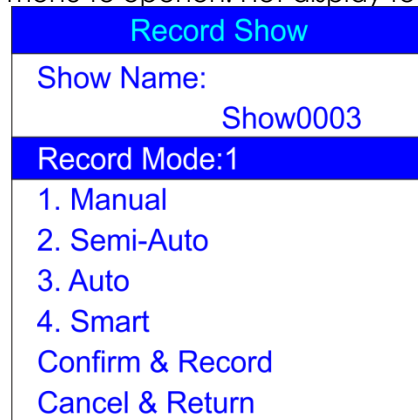 Record Show
Show Name:
Show0003
Record Mode:1
1. Manual
2. Semi-Auto
3. Auto
4. Smart
Confirm & Record
Cancel & Return